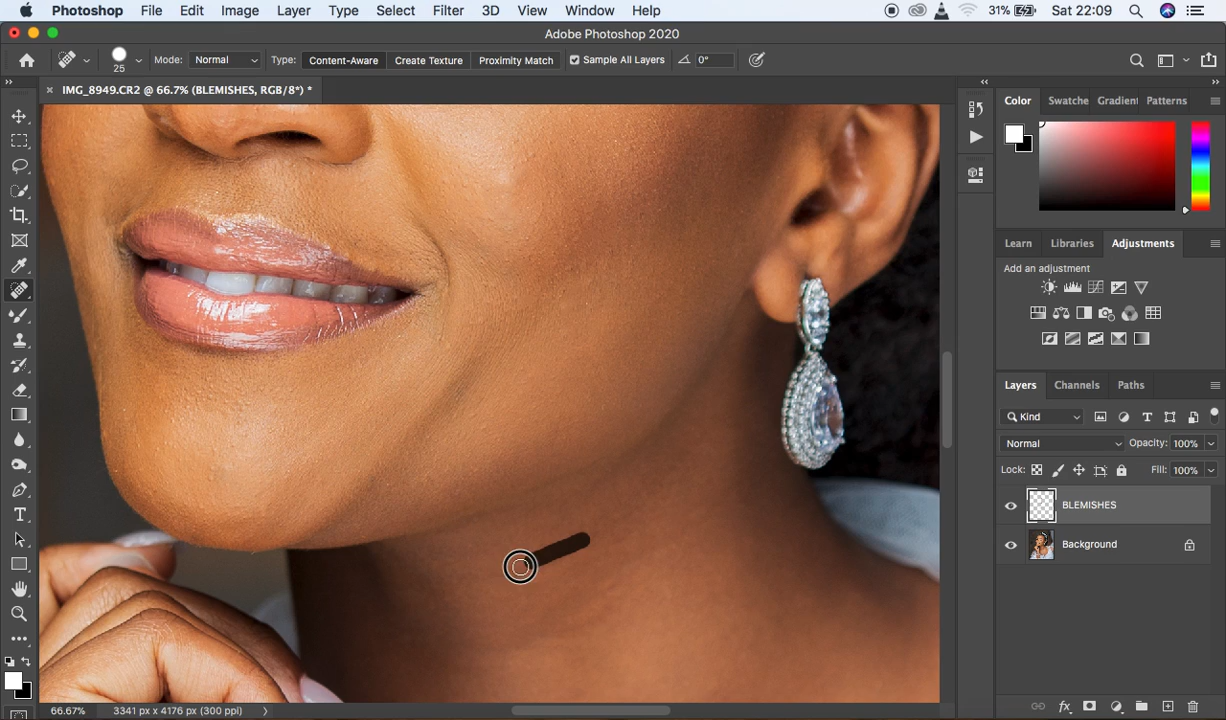 Photoshop File Edit Image Layer Type Select Filter 3D View Window Help 31% Sat 22:09
Adobe Photoshop 2020
25 Mode: Normal Type: Content-Aware Create Texture Proximity Match Sample All Layers 0°
IMG_8949.CR2 @ 66.7% (BLEMISHES, RGB/8*) *
Color Swatche Gradien Patterns
Learn Libraries Adjustments
Add an adjustment
Layers Channels Paths
Kind
Normal Opacity: 100%
Lock: Fill: 100%
BLEMISHES
Background
66.67% 3341 px x 4176 px (300 ppi)